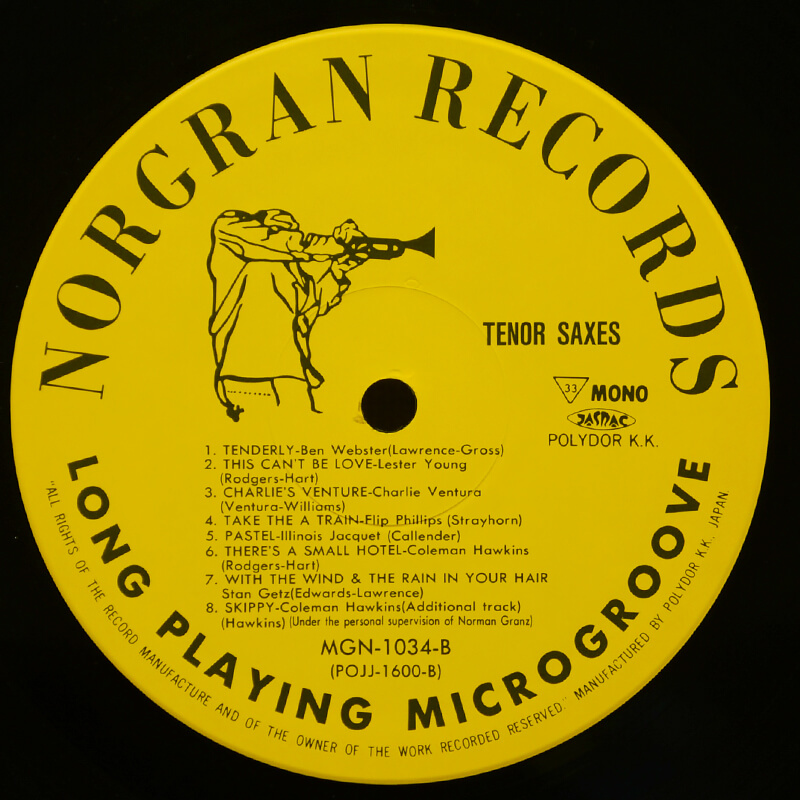 NORGRAN RECORDS
TENOR SAXES
33 MONO
JASRAC
POLYDOR K.K.
1. TENDERLY-Ben Webster(Lawrence-Gross)
2. THIS CAN'T BE LOVE-Lester Young
(Rodgers-Hart)
3. CHARLIE'S VENTURE-Charlie Ventura
(Ventura-Williams)
4. TAKE THE A TRAIN-Flip Phillips (Strayhorn)
5. PASTEL-Illinois Jacquet (Callender)
6. THERE'S A SMALL HOTEL-Coleman Hawkins
(Rodgers-Hart)
7. WITH THE WIND & THE RAIN IN YOUR HAIR
Stan Getz(Edwards-Lawrence)
8. SKIPPY-Coleman Hawkins(Additional track)
(Hawkins) (Under the personal supervision of Norman Granz)
MGN-1034-B
(POJJ-1600-B)
LONG PLAYING MICROGROOVE
"ALL RIGHTS OF THE RECORD MANUFACTURE AND OF THE OWNER OF THE WORK RECORDED RESERVED." MANUFACTURED BY POLYDOR K.K., JAPAN